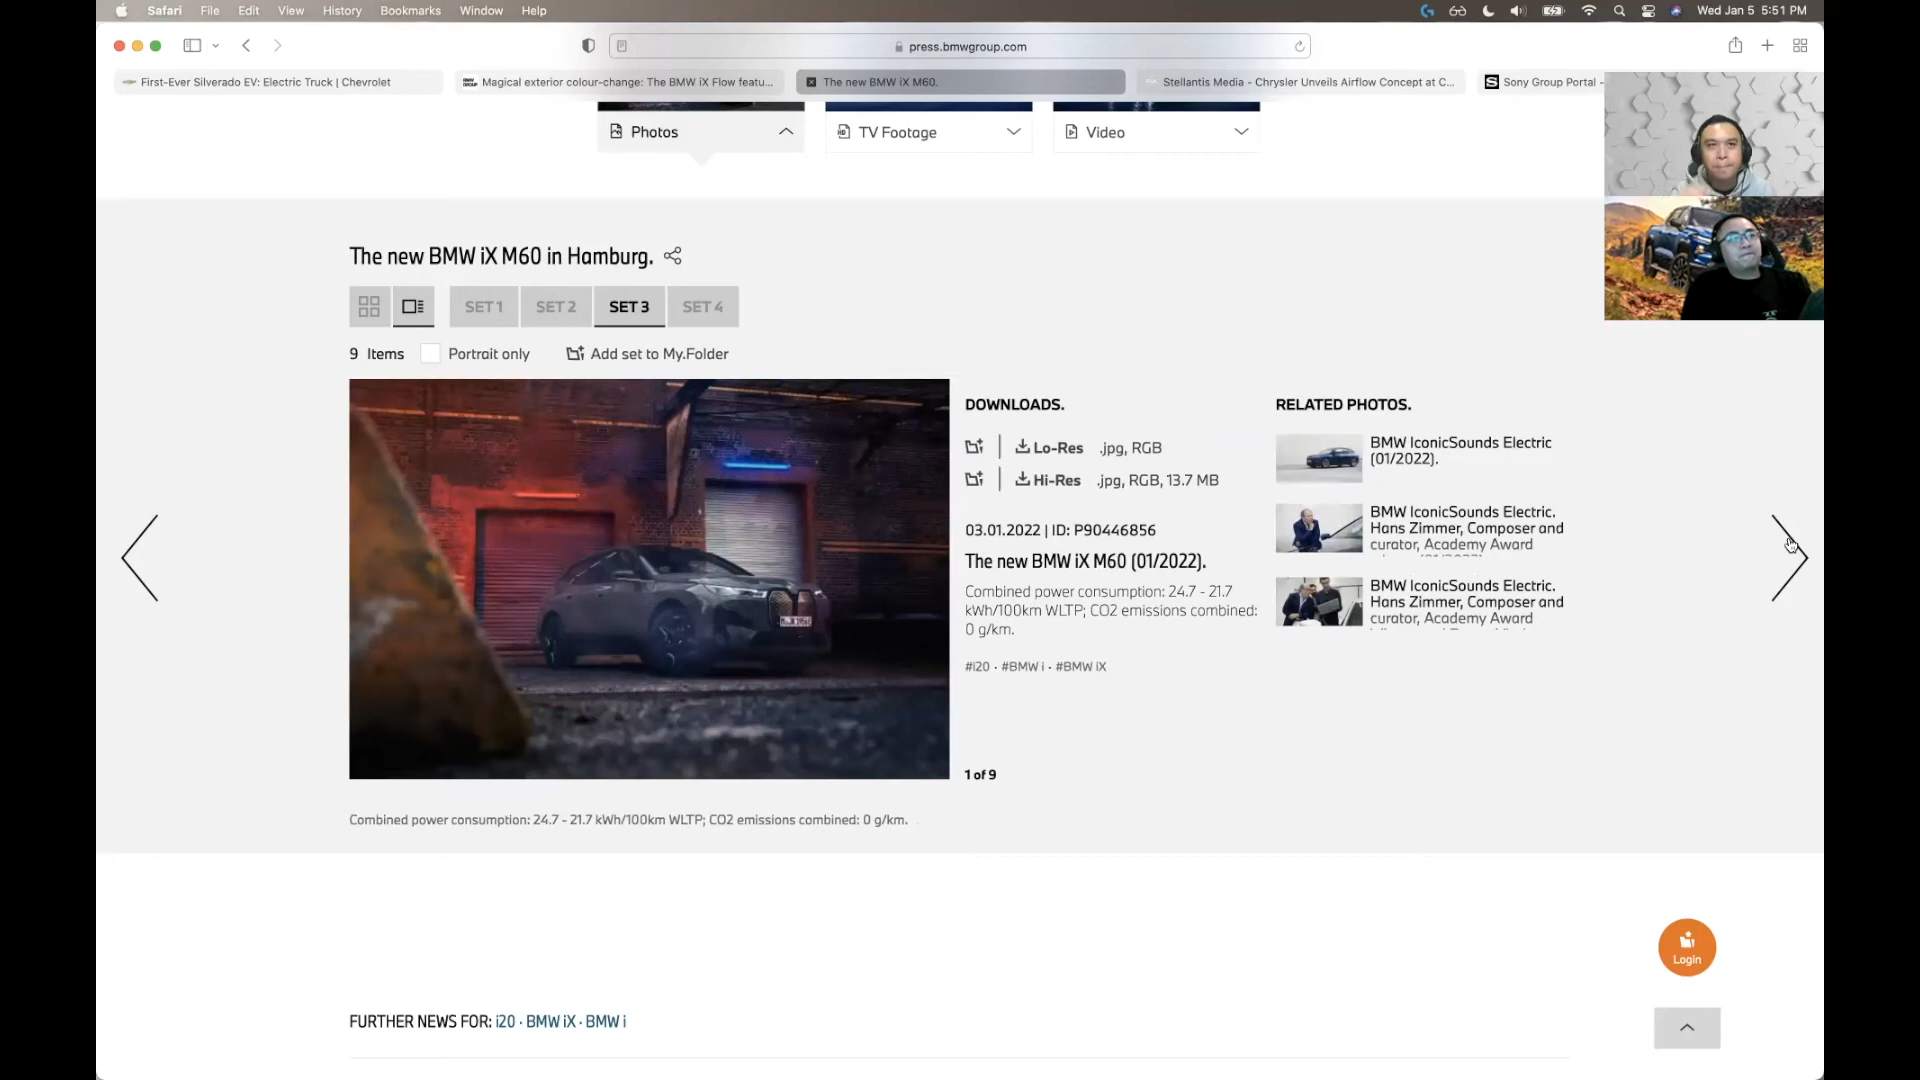 Safari File Edit View History Bookmarks Window Help Wed Jan 5 5:51 PM
press.bmwgroup.com
First-Ever Silverado EV: Electric Truck | Chevrolet
Magical exterior colour-change: The BMW iX Flow featu...
The new BMW iX M60.
Stellantis Media - Chrysler Unveils Airflow Concept at C...
Sony Group Portal -
Photos
TV Footage
Video
The new BMW iX M60 in Hamburg.
SET 1 SET 2 SET 3 SET 4
9 Items Portrait only Add set to My.Folder
DOWNLOADS.
Lo-Res .jpg, RGB
Hi-Res .jpg, RGB, 13.7 MB
03.01.2022 | ID: P90446856
The new BMW iX M60 (01/2022).
Combined power consumption: 24.7 - 21.7
kWh/100km WLTP; CO2 emissions combined:
0 g/km.
#i20 · #BMW i · #BMW iX
1 of 9
RELATED PHOTOS.
BMW IconicSounds Electric
(01/2022).
BMW IconicSounds Electric.
Hans Zimmer, Composer and
curator, Academy Award
BMW IconicSounds Electric.
Hans Zimmer, Composer and
curator, Academy Award
Combined power consumption: 24.7 - 21.7 kWh/100km WLTP; CO2 emissions combined: 0 g/km.
Login
FURTHER NEWS FOR: i20 · BMW iX · BMW i